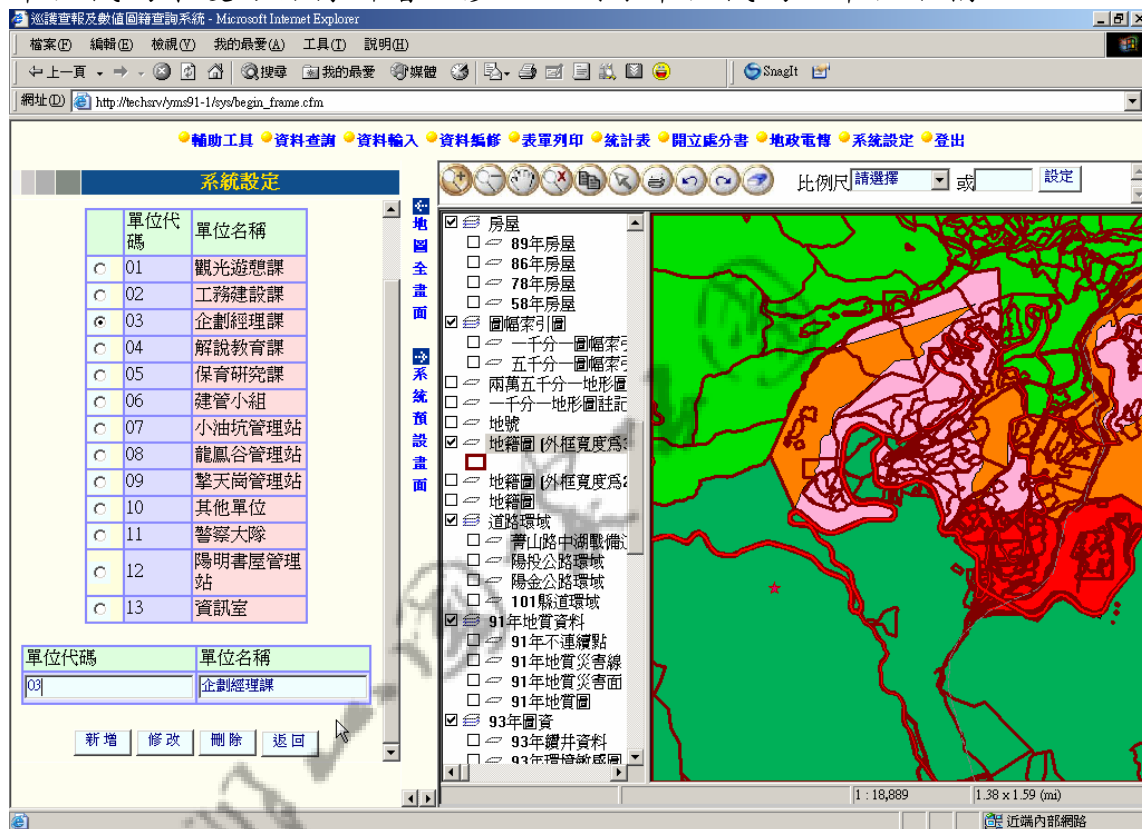 巡護查報及數值圖籍查詢系統 - Microsoft Internet Explorer
檔案(F) 編輯(E) 檢視(V) 我的最愛(A) 工具(T) 說明(H)
上一頁 搜尋 我的最愛 媒體 SnagIt
網址(D) http://techsrv/yms91-1/sys/begin_frame.cfm
輔助工具 資料查詢 資料輸入 資料編修 表單列印 統計表 開立處分書 地政電傳 系統設定 登出
系統設定
單位代碼 單位名稱
01 觀光遊憩課
02 工務建設課
03 企劃經理課
04 解說教育課
05 保育研究課
06 建管小組
07 小油坑管理站
08 龍鳳谷管理站
09 擎天崗管理站
10 其他單位
11 警察大隊
12 陽明書屋管理站
13 資訊室
單位代碼 單位名稱
03 企劃經理課
新增 修改 刪除 返回
地圖全畫面
系統預設畫面
比例尺 請選擇 或 設定
房屋
89年房屋
86年房屋
78年房屋
58年房屋
圖幅索引圖
一千分一圖幅索引
五千分一圖幅索引
兩萬五千分一地形圖
一千分一地形圖註記
地號
地籍圖 (外框寬度為3
地籍圖 (外框寬度為2
地籍圖
道路環域
菁山路中湖戰備道
陽投公路環域
陽金公路環域
101縣道環域
91年地質資料
91年不連續點
91年地質災害線
91年地質災害面
91年地質圖
93年圖資
93年鑽井資料
93年環境敏感圖
1 : 18,889 1.38 x 1.59 (mi)
近端內部網路